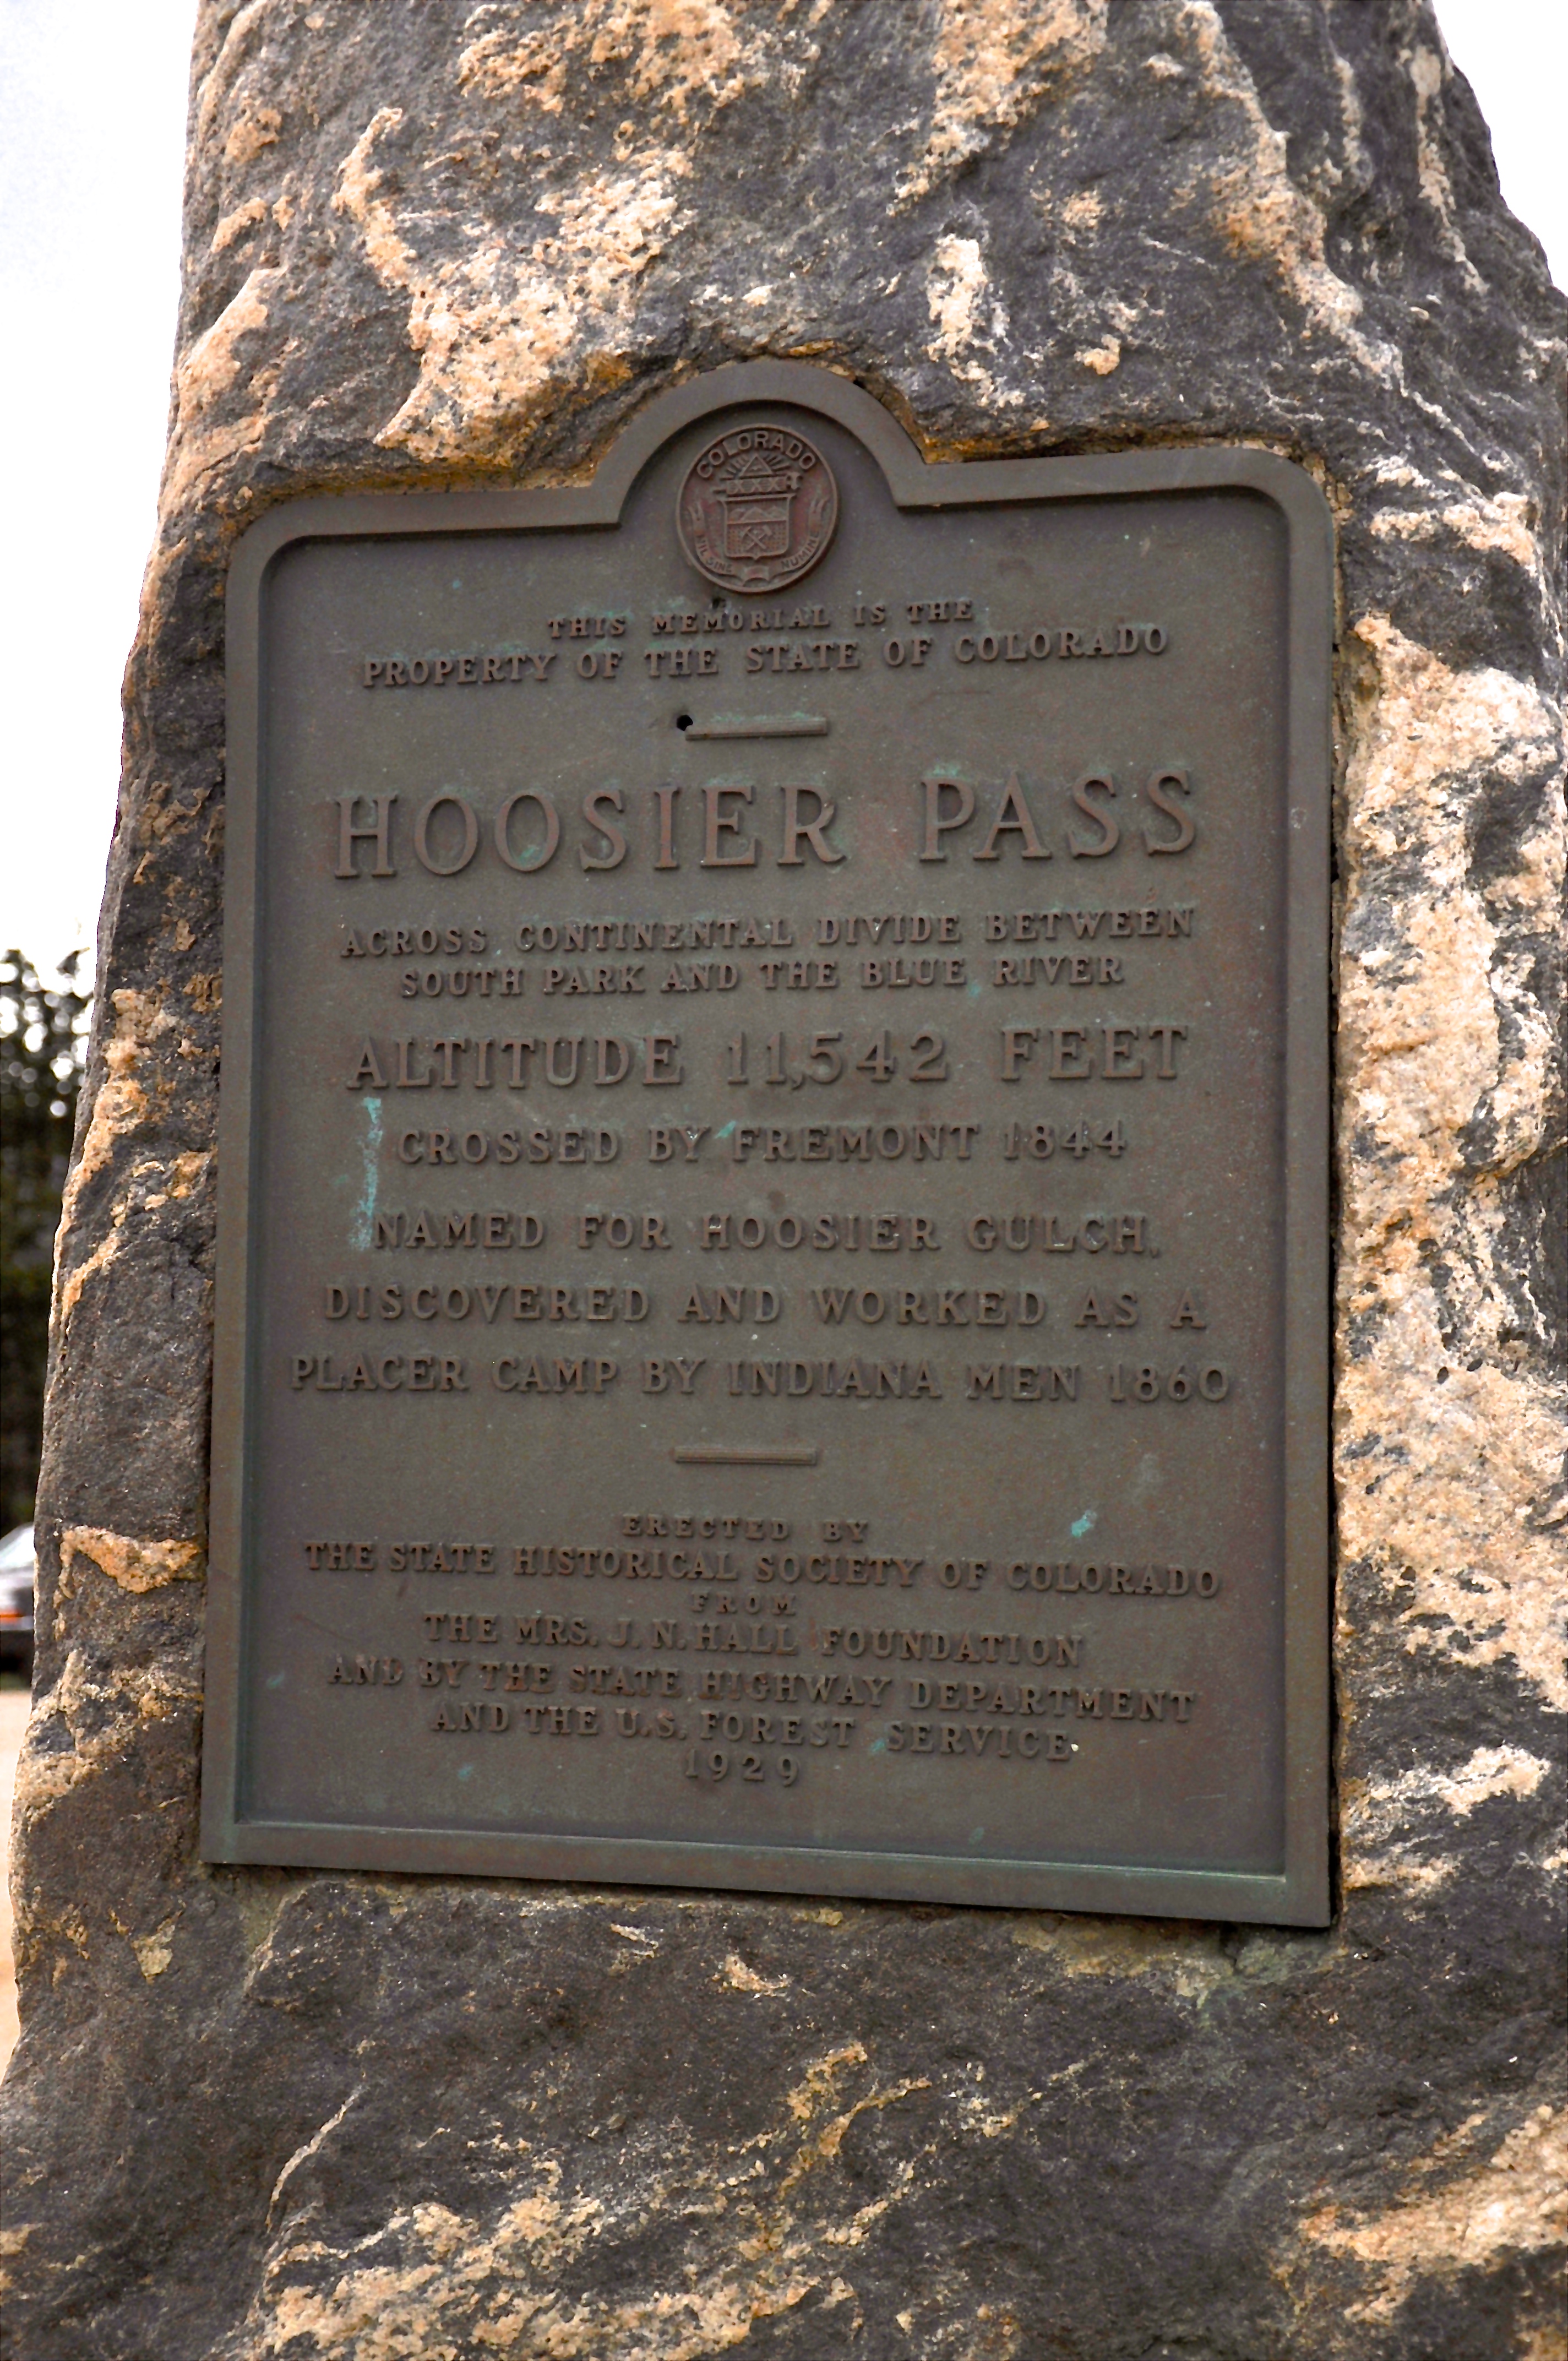 COLORADO
NIL SINE NUMINE
THIS MEMORIAL IS THE
PROPERTY OF THE STATE OF COLORADO
HOOSIER PASS
ACROSS CONTINENTAL DIVIDE BETWEEN
SOUTH PARK AND THE BLUE RIVER
ALTITUDE 11,542 FEET
CROSSED BY FREMONT 1844
NAMED FOR HOOSIER GULCH,
DISCOVERED AND WORKED AS A
PLACER CAMP BY INDIANA MEN 1860
ERECTED BY
THE STATE HISTORICAL SOCIETY OF COLORADO
FROM
THE MRS. J. N. HALL FOUNDATION
AND BY THE STATE HIGHWAY DEPARTMENT
AND THE U.S. FOREST SERVICE
1929